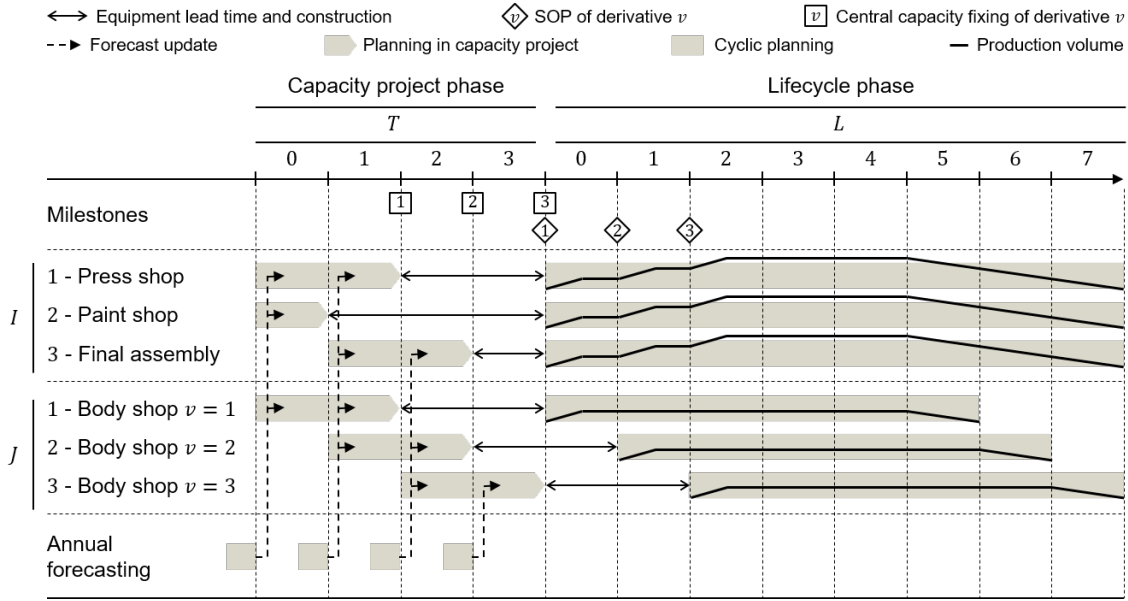 Equipment lead time and construction v SOP of derivative v v Central capacity fixing of derivative v
Forecast update Planning in capacity project Cyclic planning Production volume
Capacity project phase Lifecycle phase
T L
0 1 2 3 0 1 2 3 4 5 6 7
Milestones 1 2 3
1 2 3
1 - Press shop
I 2 - Paint shop
3 - Final assembly
1 - Body shop v = 1
J 2 - Body shop v = 2
3 - Body shop v = 3
Annual
forecasting